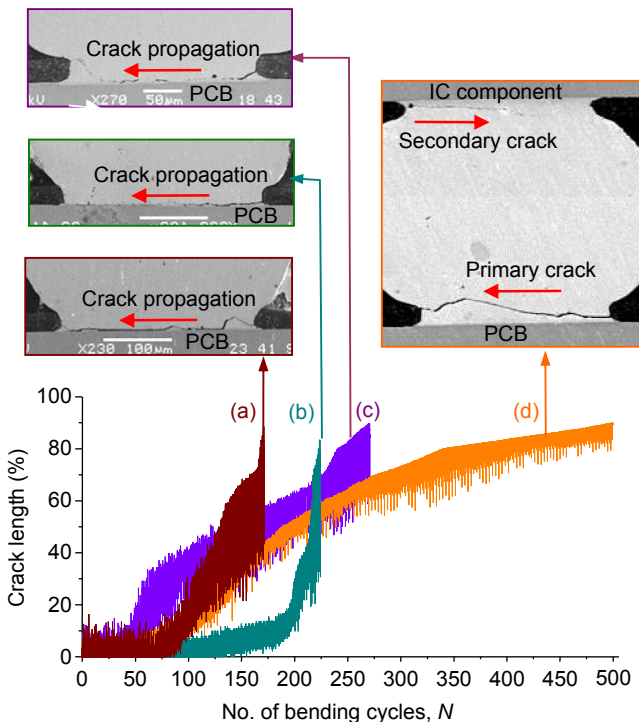 Crack propagation
PCB
X270 50µm 18 43
Crack propagation
PCB
Crack propagation
PCB
X230 100µm 23 41
IC component
Secondary crack
Primary crack
PCB
(a)
(b)
(c)
(d)
Crack length (%)
100
80
60
40
20
10
0
0 50 100 150 200 250 300 350 400 450 500
No. of bending cycles, N